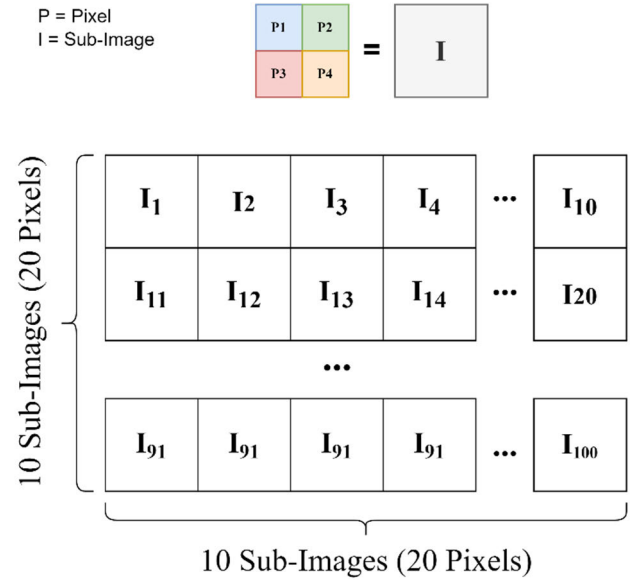 P = Pixel
I = Sub-Image
P1 P2
P3 P4
=
I
10 Sub-Images (20 Pixels)
I₁ I2 I₃ I₄ ... I₁₀
I₁₁ I₁₂ I₁₃ I₁₄ ... I20
...
I₉₁ I₉₁ I₉₁ I₉₁ ... I₁₀₀
10 Sub-Images (20 Pixels)